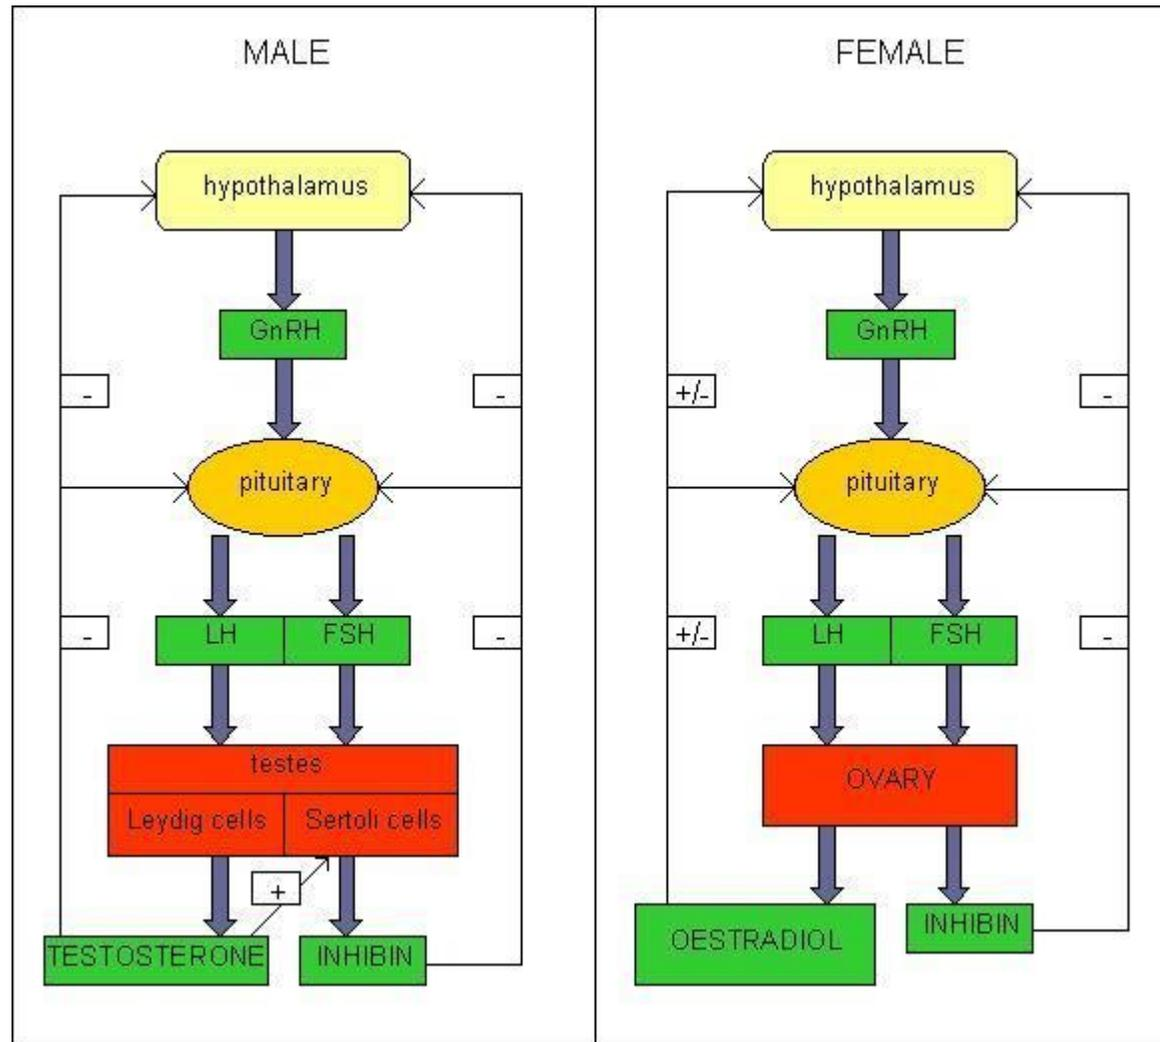 MALE
hypothalamus
GnRH
-
-
pituitary
-
-
LH
FSH
testes
Leydig cells
Sertoli cells
+
TESTOSTERONE
INHIBIN
FEMALE
hypothalamus
GnRH
+/-
-
pituitary
+/-
-
LH
FSH
OVARY
OESTRADIOL
INHIBIN